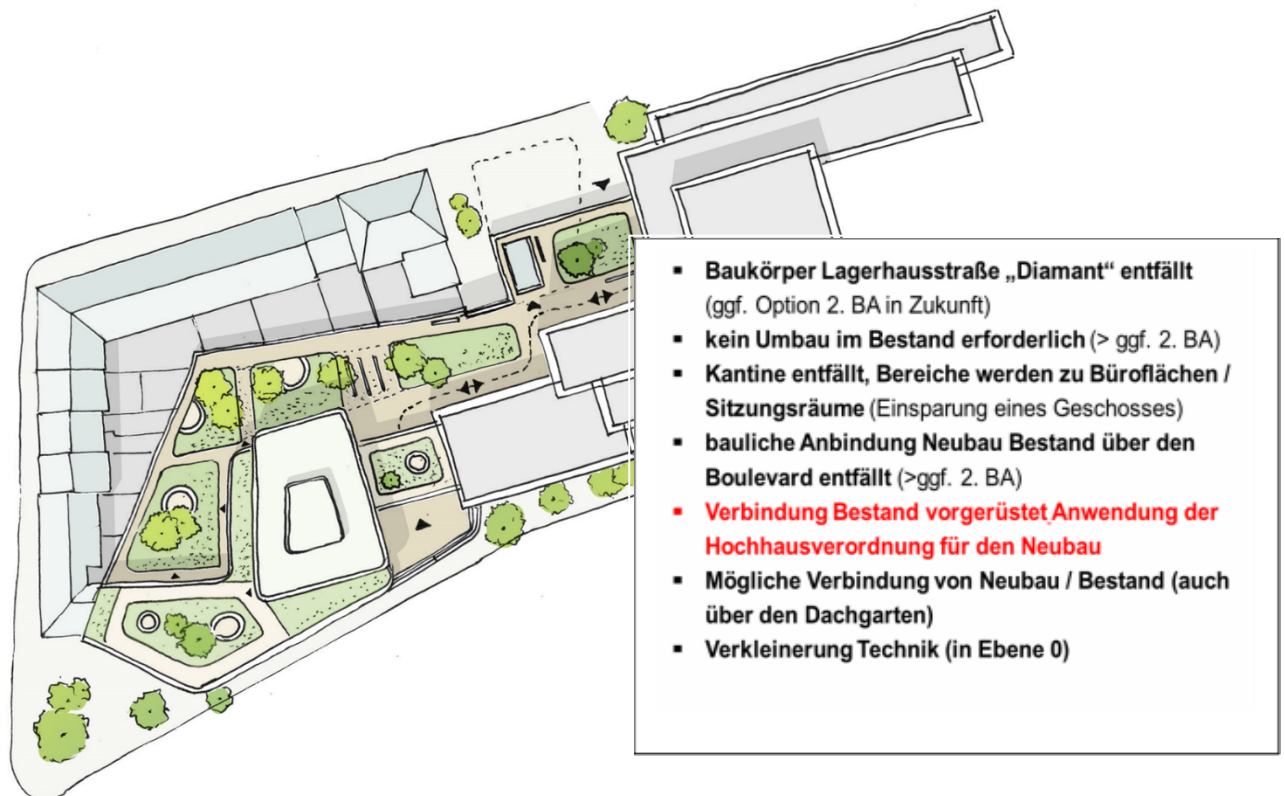 ▪ Baukörper Lagerhausstraße „Diamant“ entfällt
(ggf. Option 2. BA in Zukunft)
▪ kein Umbau im Bestand erforderlich (> ggf. 2. BA)
▪ Kantine entfällt, Bereiche werden zu Büroflächen /
Sitzungsräume (Einsparung eines Geschosses)
▪ bauliche Anbindung Neubau Bestand über den
Boulevard entfällt (>ggf. 2. BA)
▪ Verbindung Bestand vorgerüstet Anwendung der
Hochhausverordnung für den Neubau
▪ Mögliche Verbindung von Neubau / Bestand (auch
über den Dachgarten)
▪ Verkleinerung Technik (in Ebene 0)